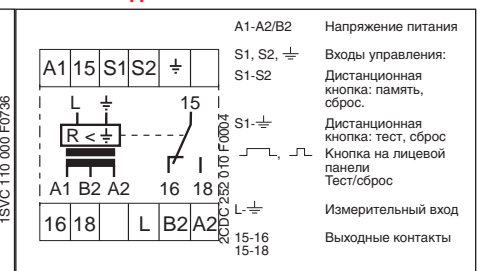 1SVC 110 000 F0736
A1 15 S1 S2 ⏚
L ⏚ 15
R < ⏚
A1 B2 A2 16 18
16 18 L B2 A2
2CDC 252 010 F0004
A1-A2/B2 Напряжение питания
S1, S2, ⏚ Входы управления:
S1-S2 Дистанционная
кнопка: память,
сброс.
S1-⏚ Дистанционная
кнопка: тест, сброс
, Кнопка на лицевой
панели
Тест/сброс
L-⏚ Измерительный вход
15-16 Выходные контакты
15-18